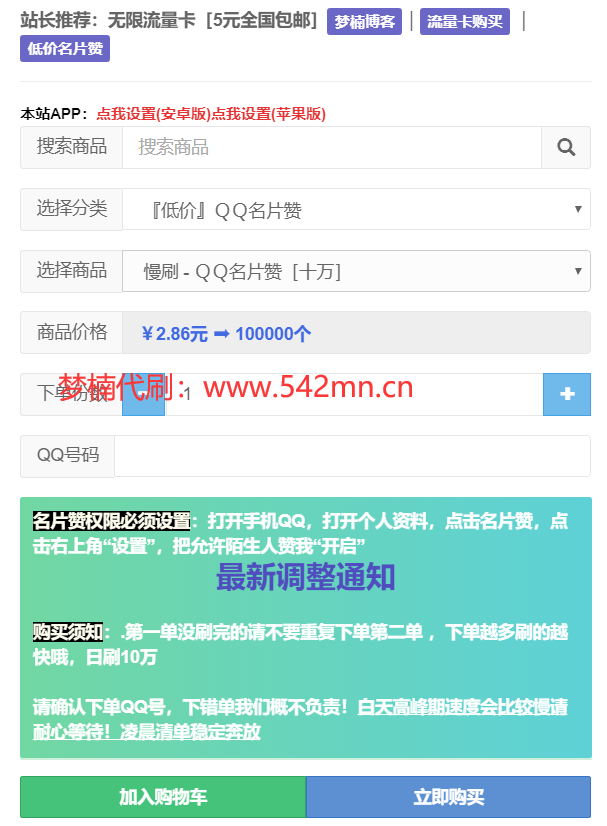 站长推荐：无限流量卡［5元全国包邮］ 梦楠博客 │ 流量卡购买 │
低价名片赞
本站APP：点我设置(安卓版)点我设置(苹果版)
搜索商品 搜索商品
选择分类 『低价』ＱＱ名片赞
选择商品 慢刷 - ＱＱ名片赞［十万］
商品价格 ￥2.86元 ➡ 100000个
下单份数 1
梦楠代刷：www.542mn.cn
QQ号码
名片赞权限必须设置：打开手机QQ，打开个人资料，点击名片赞，点
击右上角“设置”，把允许陌生人赞我“开启”
最新调整通知
购买须知：.第一单没刷完的请不要重复下单第二单 ，下单越多刷的越
快哦，日刷10万
请确认下单QQ号，下错单我们概不负责！白天高峰期速度会比较慢请
耐心等待！凌晨清单稳定奔放
加入购物车 立即购买